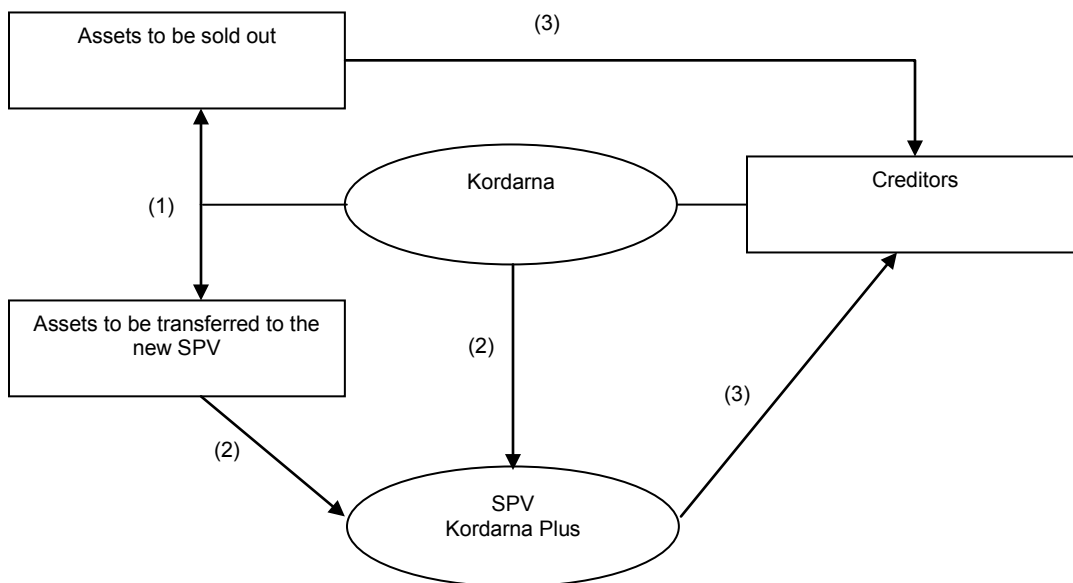 Assets to be sold out
(3)
Kordarna
Creditors
(1)
Assets to be transferred to the
new SPV
(2)
(3)
(2)
SPV
Kordarna Plus